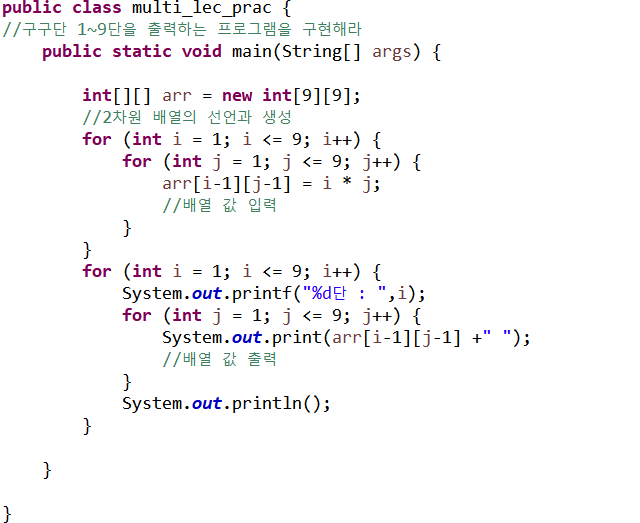 public class multi_lec_prac {
//구구단 1~9단을 출력하는 프로그램을 구현해라
    public static void main(String[] args) {
        int[][] arr = new int[9][9];
        //2차원 배열의 선언과 생성
        for (int i = 1; i <= 9; i++) {
            for (int j = 1; j <= 9; j++) {
                arr[i-1][j-1] = i * j;
                //배열 값 입력
            }
        }
        for (int i = 1; i <= 9; i++) {
            System.out.printf("%d단 : ",i);
            for (int j = 1; j <= 9; j++) {
                System.out.print(arr[i-1][j-1] +" ");
                //배열 값 출력
            }
            System.out.println();
        }
    }
}